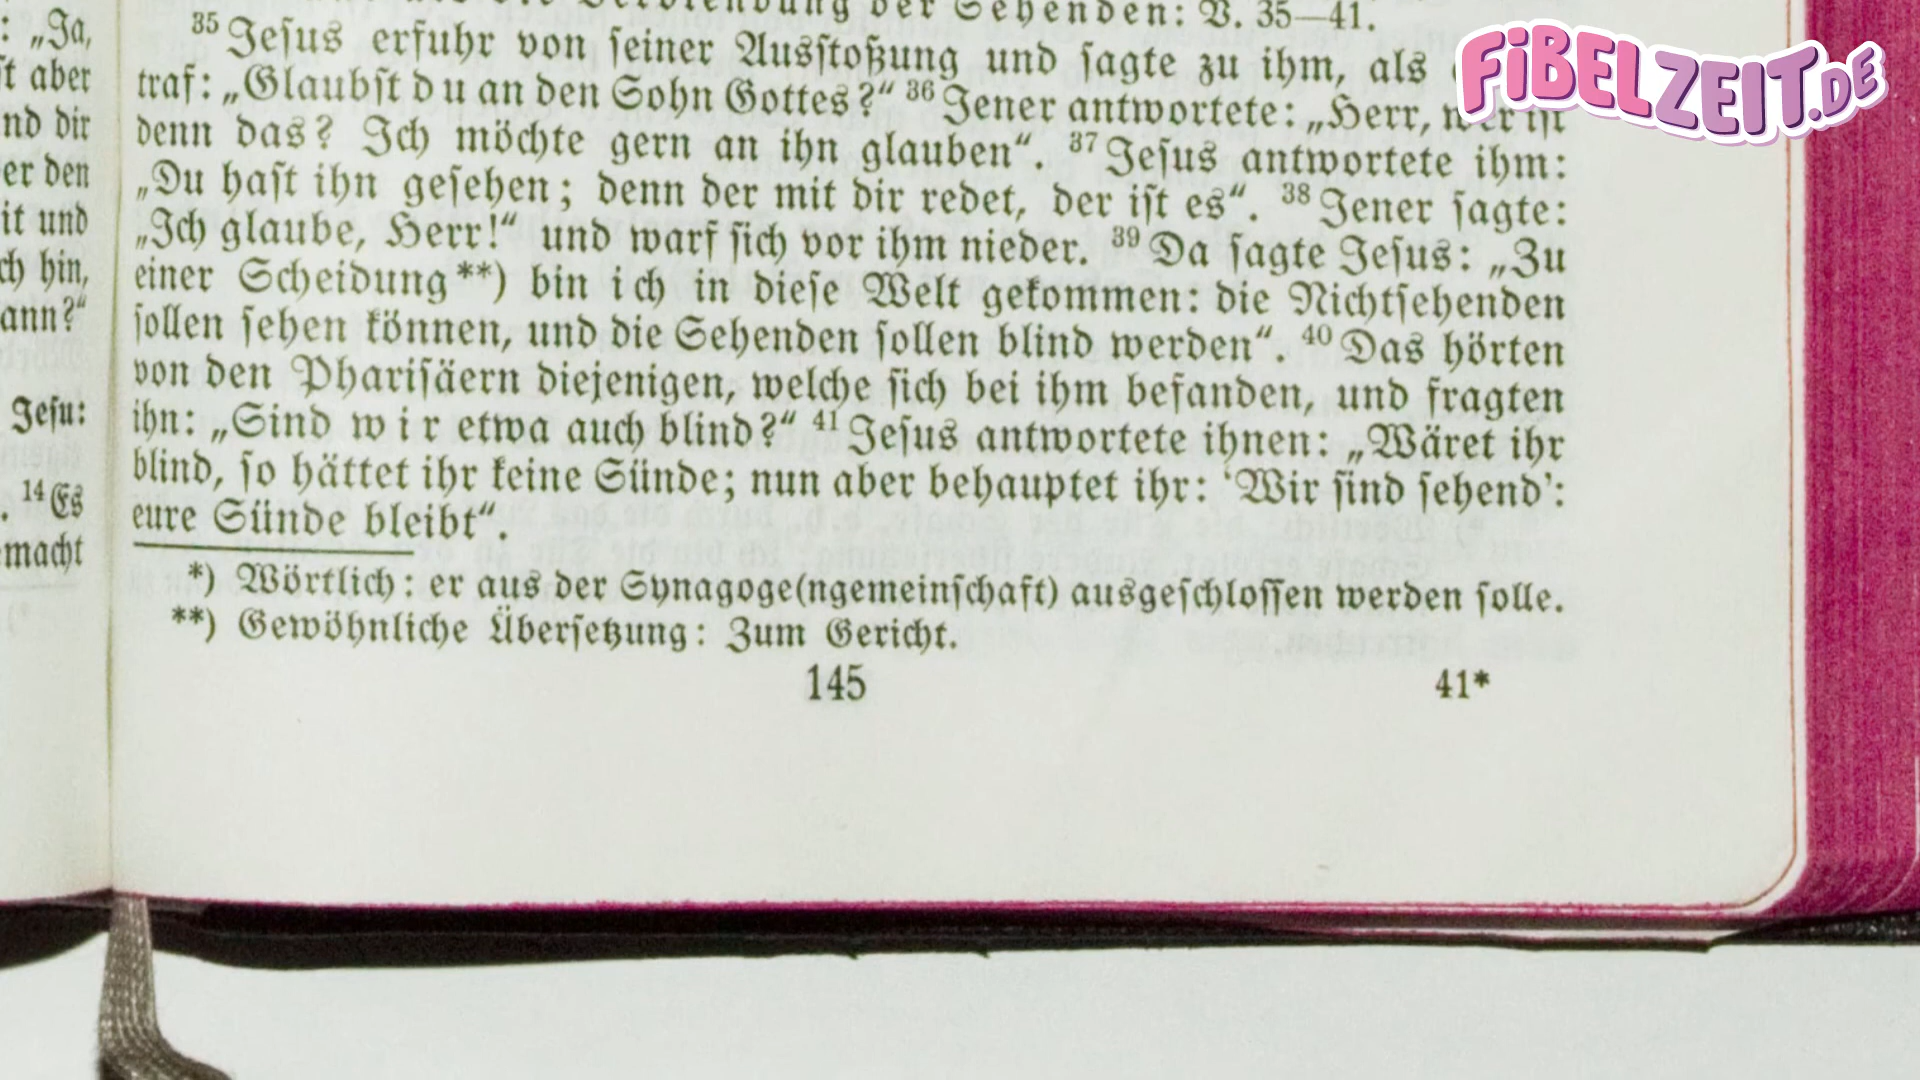 : „Ja,
ſt aber
nd dir
er den
it und
ch hin,
ann?“
Jeſu:
. 14 Es
macht
der Sehenden: V. 35—41.
35 Jeſus erfuhr von ſeiner Ausſtoßung und ſagte zu ihm, als
traf: „Glaubſt du an den Sohn Gottes?“ 36 Jener antwortete: „Herr, wer iſt
denn das? Ich möchte gern an ihn glauben“. 37 Jeſus antwortete ihm:
„Du haſt ihn geſehen; denn der mit dir redet, der iſt es“. 38 Jener ſagte:
„Ich glaube, Herr!“ und warf ſich vor ihm nieder. 39 Da ſagte Jeſus: „Zu
einer Scheidung**) bin ich in dieſe Welt gekommen: die Nichtſehenden
ſollen ſehen können, und die Sehenden ſollen blind werden“. 40 Das hörten
von den Phariſäern diejenigen, welche ſich bei ihm befanden, und fragten
ihn: „Sind wir etwa auch blind?“ 41 Jeſus antwortete ihnen: „Wäret ihr
blind, ſo hättet ihr keine Sünde; nun aber behauptet ihr: ‘Wir ſind ſehend’:
eure Sünde bleibt“.
*) Wörtlich: er aus der Synagoge(ngemeinſchaft) ausgeſchloſſen werden ſolle.
**) Gewöhnliche Überſetzung: Zum Gericht.
145 41*
FiBELZEIT.DE